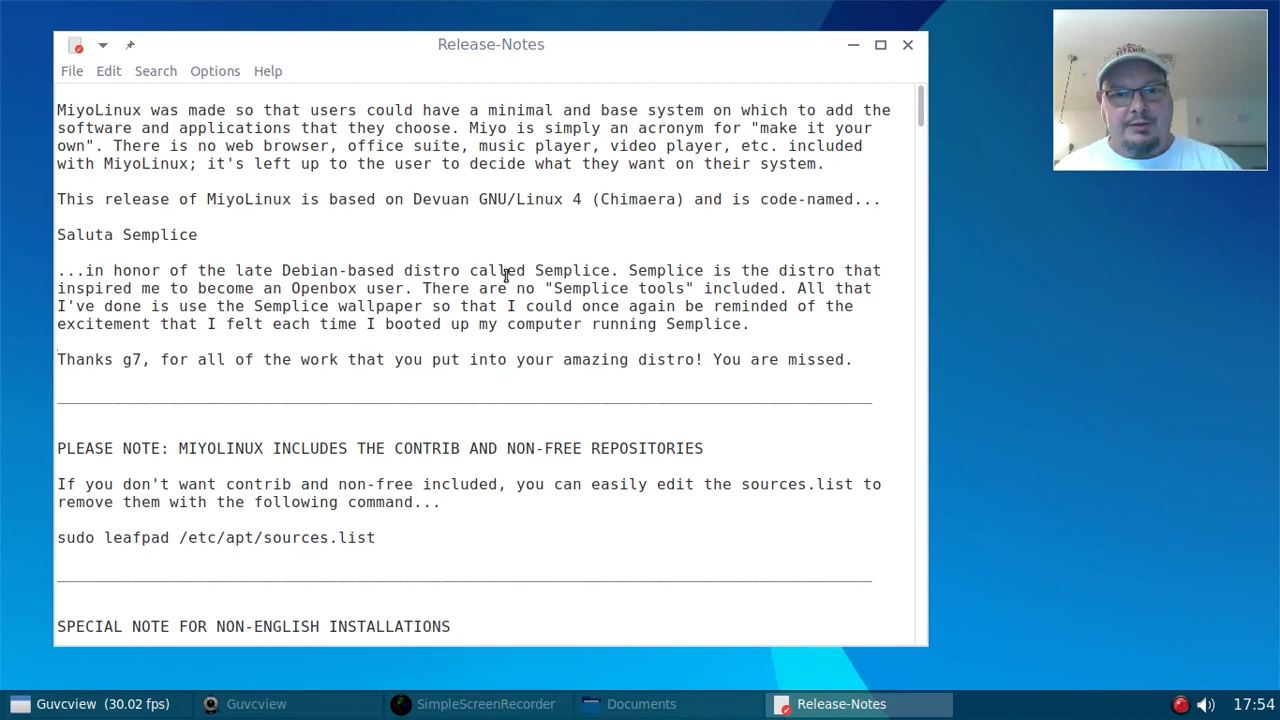 Release-Notes
File Edit Search Options Help
MiyoLinux was made so that users could have a minimal and base system on which to add the
software and applications that they choose. Miyo is simply an acronym for "make it your
own". There is no web browser, office suite, music player, video player, etc. included
with MiyoLinux; it's left up to the user to decide what they want on their system.
This release of MiyoLinux is based on Devuan GNU/Linux 4 (Chimaera) and is code-named...
Saluta Semplice
...in honor of the late Debian-based distro called Semplice. Semplice is the distro that
inspired me to become an Openbox user. There are no "Semplice tools" included. All that
I've done is use the Semplice wallpaper so that I could once again be reminded of the
excitement that I felt each time I booted up my computer running Semplice.
Thanks g7, for all of the work that you put into your amazing distro! You are missed.
PLEASE NOTE: MIYOLINUX INCLUDES THE CONTRIB AND NON-FREE REPOSITORIES
If you don't want contrib and non-free included, you can easily edit the sources.list to
remove them with the following command...
sudo leafpad /etc/apt/sources.list
SPECIAL NOTE FOR NON-ENGLISH INSTALLATIONS
TITANIC
Guvcview (30.02 fps) Guvcview SimpleScreenRecorder Documents Release-Notes 17:54